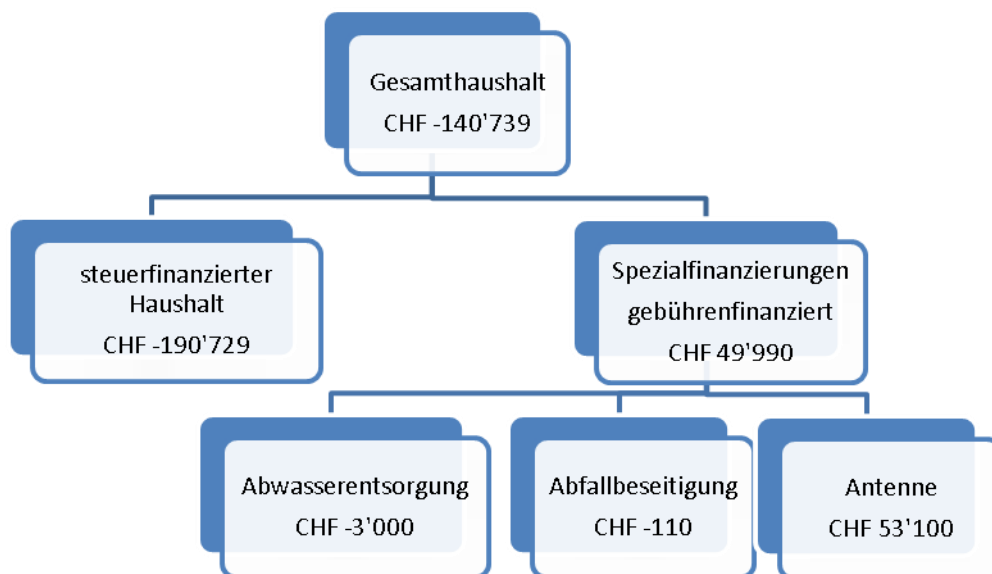 Gesamthaushalt
CHF -140'739
steuerfinanzierter
Haushalt
CHF -190'729
Spezialfinanzierungen
gebührenfinanziert
CHF 49'990
Abwasserentsorgung
CHF -3'000
Abfallbeseitigung
CHF -110
Antenne
CHF 53'100